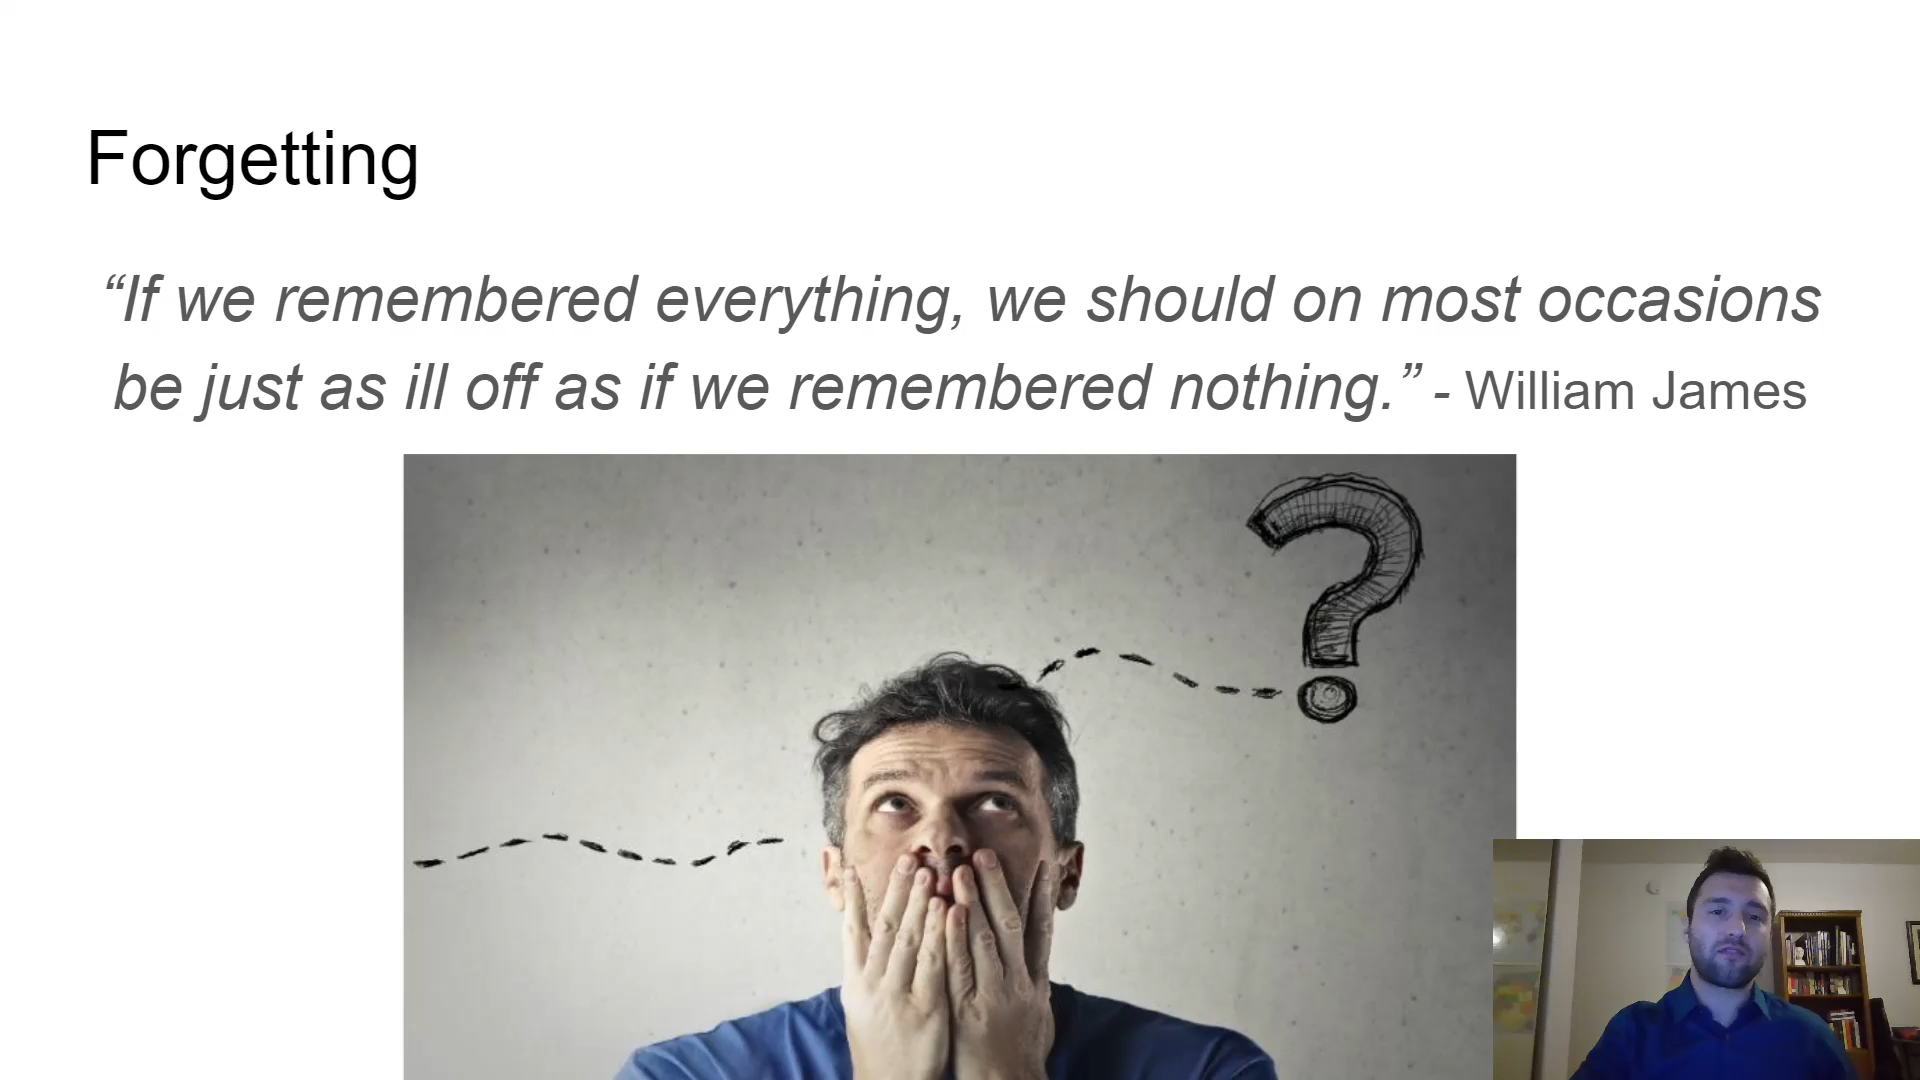 Forgetting
“If we remembered everything, we should on most occasions
be just as ill off as if we remembered nothing.” - William James
?